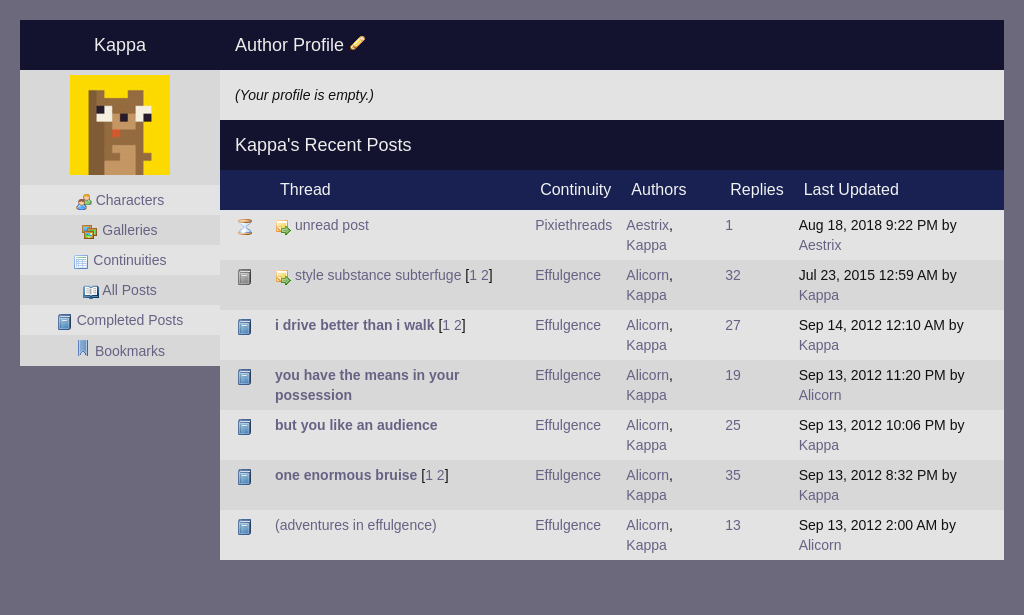 Kappa
Characters
Galleries
Continuities
All Posts
Completed Posts
Bookmarks
Author Profile
(Your profile is empty.)
Kappa's Recent Posts
Thread Continuity Authors Replies Last Updated
unread post Pixiethreads Aestrix, 1 Aug 18, 2018 9:22 PM by
Kappa Aestrix
style substance subterfuge [1 2] Effulgence Alicorn, 32 Jul 23, 2015 12:59 AM by
Kappa Kappa
i drive better than i walk [1 2] Effulgence Alicorn, 27 Sep 14, 2012 12:10 AM by
Kappa Kappa
you have the means in your Effulgence Alicorn, 19 Sep 13, 2012 11:20 PM by
possession Kappa Alicorn
but you like an audience Effulgence Alicorn, 25 Sep 13, 2012 10:06 PM by
Kappa Kappa
one enormous bruise [1 2] Effulgence Alicorn, 35 Sep 13, 2012 8:32 PM by
Kappa Kappa
(adventures in effulgence) Effulgence Alicorn, 13 Sep 13, 2012 2:00 AM by
Kappa Alicorn